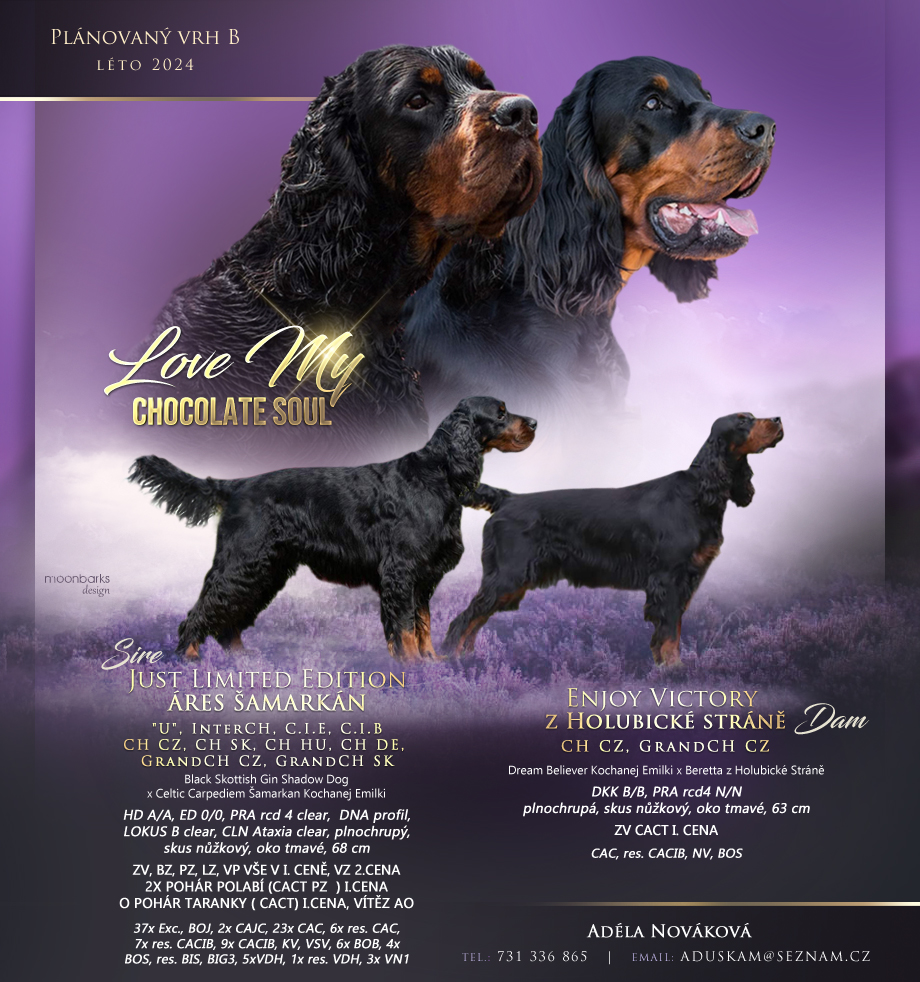 Plánovaný vrh B
léto 2024
Love My
CHOCOLATE SOUL
moonbarks
design
Sire
Just Limited Edition
Áres Šamarkán
"U", InterCH, C.I.E, C.I.B
CH CZ, CH SK, CH HU, CH DE,
GrandCH CZ, GrandCH SK
Black Skottish Gin Shadow Dog
x Celtic Carpediem Šamarkan Kochanej Emilki
HD A/A, ED 0/0, PRA rcd 4 clear, DNA profil,
LOKUS B clear, CLN Ataxia clear, plnochrupý,
skus nůžkový, oko tmavé, 68 cm
ZV, BZ, PZ, LZ, VP VŠE V I. CENĚ, VZ 2.CENA
2X POHÁR POLABÍ (CACT PZ ) I.CENA
O POHÁR TARANKY ( CACT) I.CENA, VÍTĚZ AO
37x Exc., BOJ, 2x CAJC, 23x CAC, 6x res. CAC,
7x res. CACIB, 9x CACIB, KV, VSV, 6x BOB, 4x
BOS, res. BIS, BIG3, 5xVDH, 1x res. VDH, 3x VN1
Enjoy Victory
z Holubické stráně
Dam
CH CZ, GrandCH CZ
Dream Believer Kochanej Emilki x Beretta z Holubické Stráně
DKK B/B, PRA rcd4 N/N
plnochrupá, skus nůžkový, oko tmavé, 63 cm
ZV CACT I. CENA
CAC, res. CACIB, NV, BOS
Adéla Nováková
tel.: 731 336 865 | email: aduskam@seznam.cz